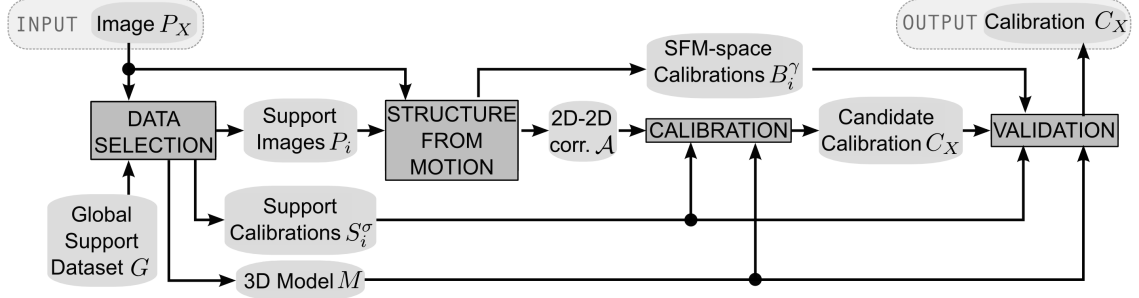 INPUT Image P_X
OUTPUT Calibration C_X
SFM-space
Calibrations B_i^γ
DATA
SELECTION
Support
Images P_i
STRUCTURE
FROM
MOTION
2D-2D
corr. 𝒜
CALIBRATION
Candidate
Calibration C_X
VALIDATION
Global
Support
Dataset G
Support
Calibrations S_i^σ
3D Model M